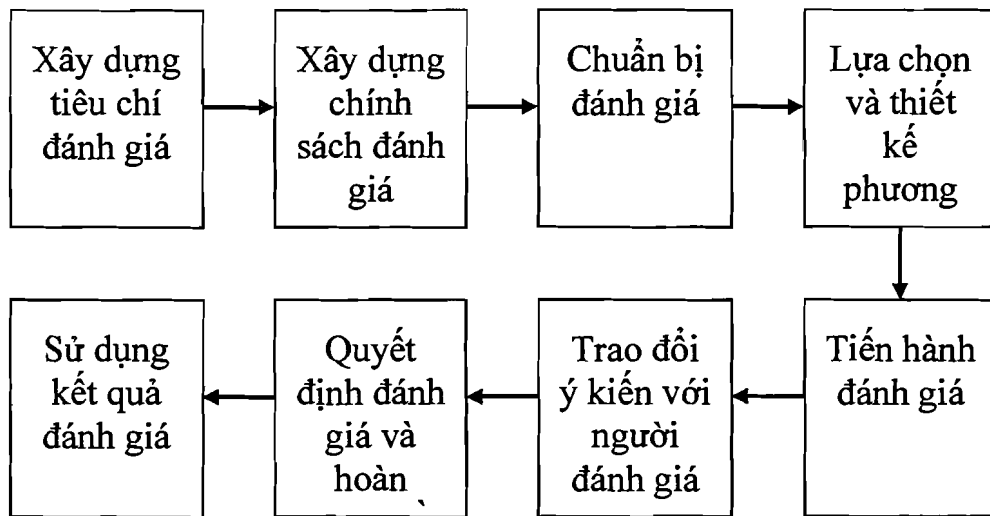 Xây dựng
tiêu chí
đánh giá
Xây dựng
chính
sách đánh
giá
Chuẩn bị
đánh giá
Lựa chọn
và thiết
kế
phương
Tiến hành
đánh giá
Trao đổi
ý kiến với
người
đánh giá
Quyết
định đánh
giá và
hoàn
Sử dụng
kết quả
đánh giá